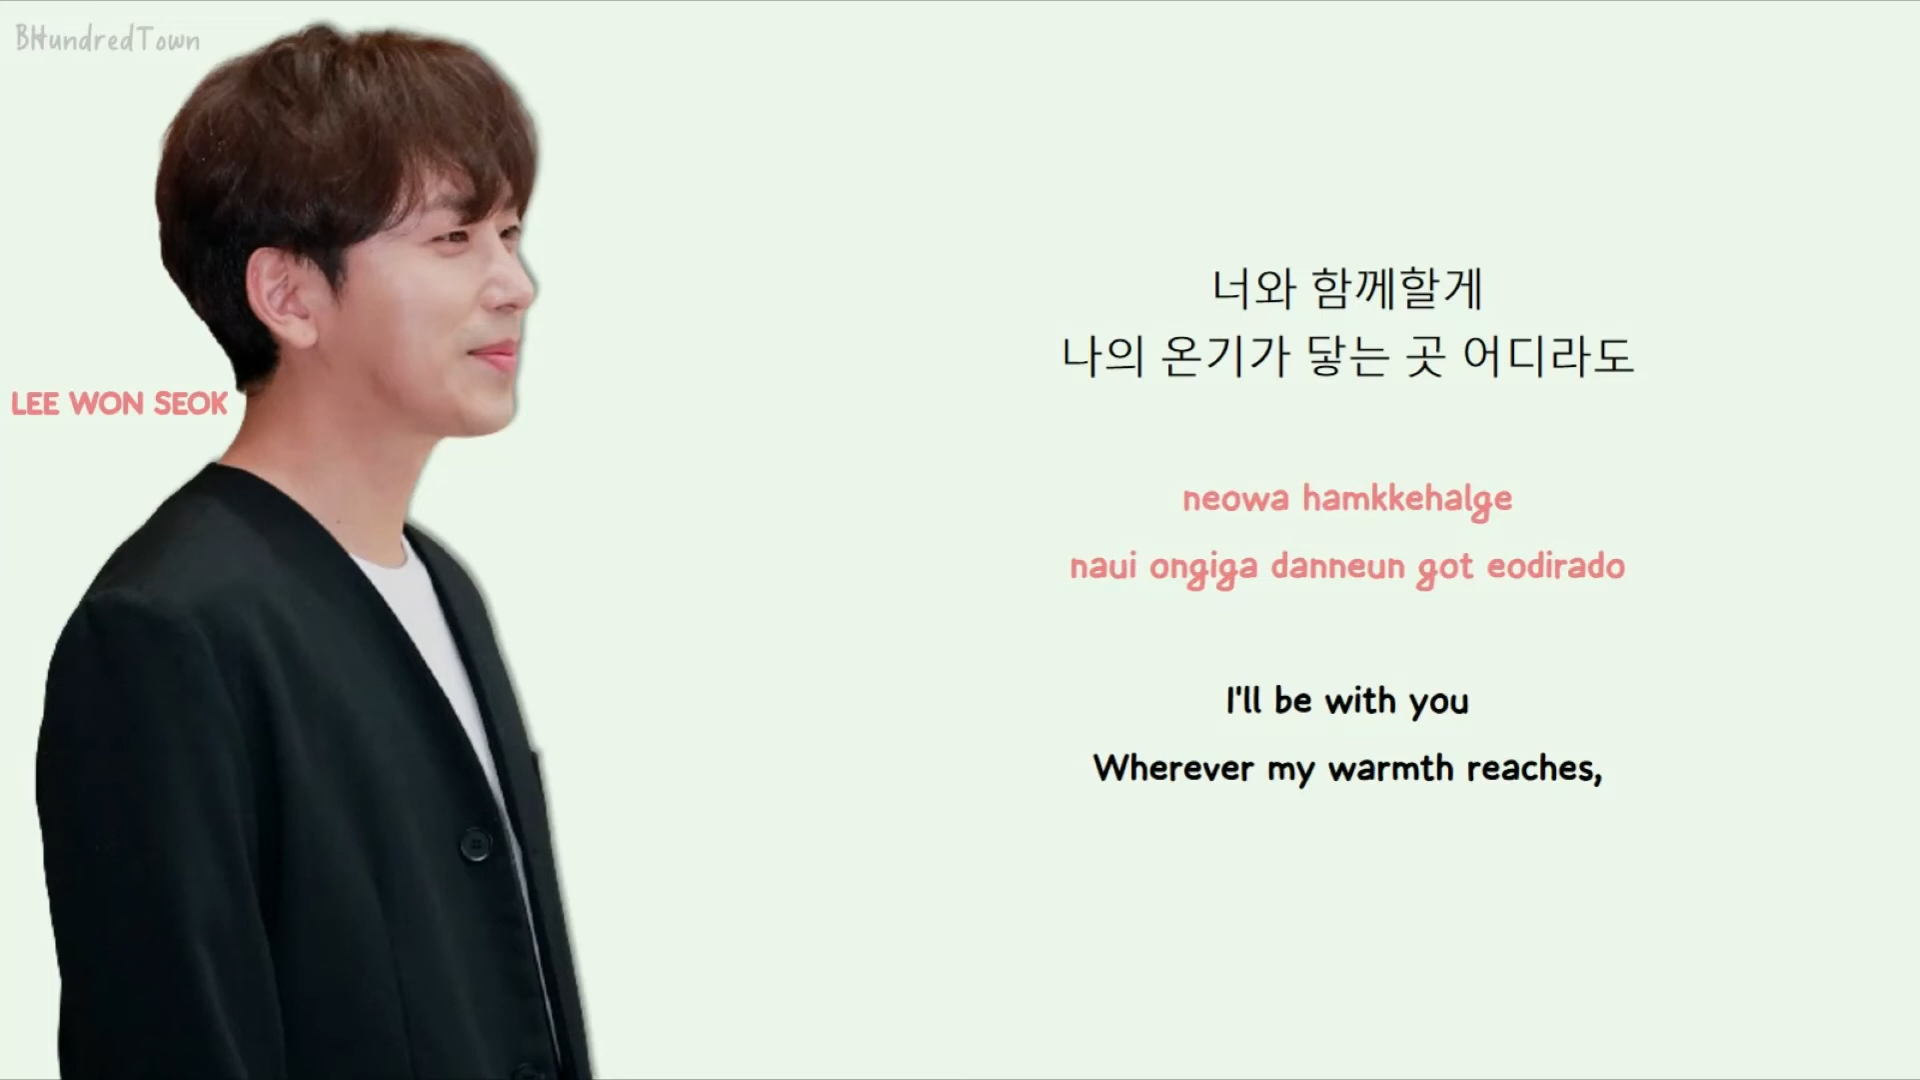 BHundredTown
LEE WON SEOK
너와 함께할게
나의 온기가 닿는 곳 어디라도
neowa hamkkehalge
naui ongiga danneun got eodirado
I'll be with you
Wherever my warmth reaches,